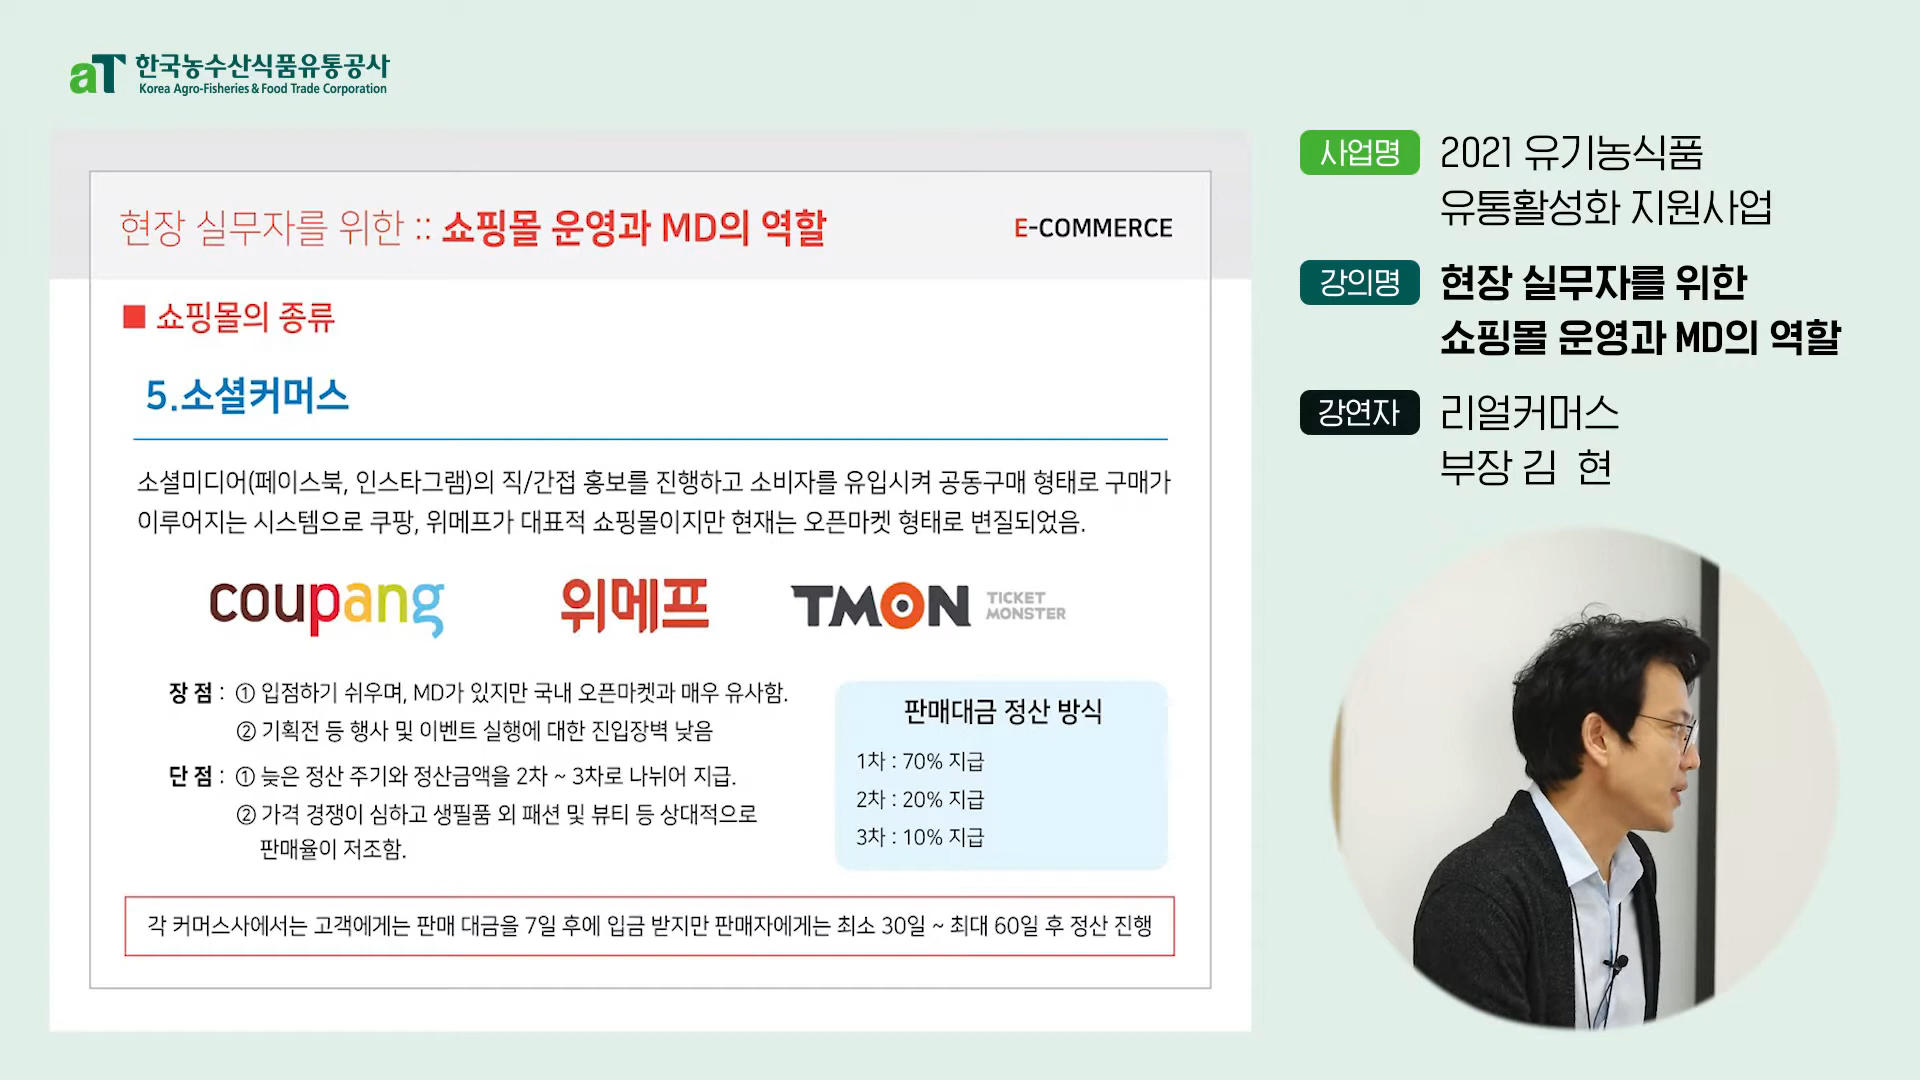 aT 한국농수산식품유통공사
Korea Agro-Fisheries & Food Trade Corporation
현장 실무자를 위한 :: 쇼핑몰 운영과 MD의 역할
E-COMMERCE
■ 쇼핑몰의 종류
5.소셜커머스
소셜미디어(페이스북, 인스타그램)의 직/간접 홍보를 진행하고 소비자를 유입시켜 공동구매 형태로 구매가
이루어지는 시스템으로 쿠팡, 위메프가 대표적 쇼핑몰이지만 현재는 오픈마켓 형태로 변질되었음.
coupang
위메프
TMON TICKET
MONSTER
장 점 : ① 입점하기 쉬우며, MD가 있지만 국내 오픈마켓과 매우 유사함.
② 기획전 등 행사 및 이벤트 실행에 대한 진입장벽 낮음
단 점 : ① 늦은 정산 주기와 정산금액을 2차 ~ 3차로 나뉘어 지급.
② 가격 경쟁이 심하고 생필품 외 패션 및 뷰티 등 상대적으로
판매율이 저조함.
판매대금 정산 방식
1차 : 70% 지급
2차 : 20% 지급
3차 : 10% 지급
각 커머스사에서는 고객에게는 판매 대금을 7일 후에 입금 받지만 판매자에게는 최소 30일 ~ 최대 60일 후 정산 진행
사업명 2021 유기농식품
유통활성화 지원사업
강의명 현장 실무자를 위한
쇼핑몰 운영과 MD의 역할
강연자 리얼커머스
부장 김 현